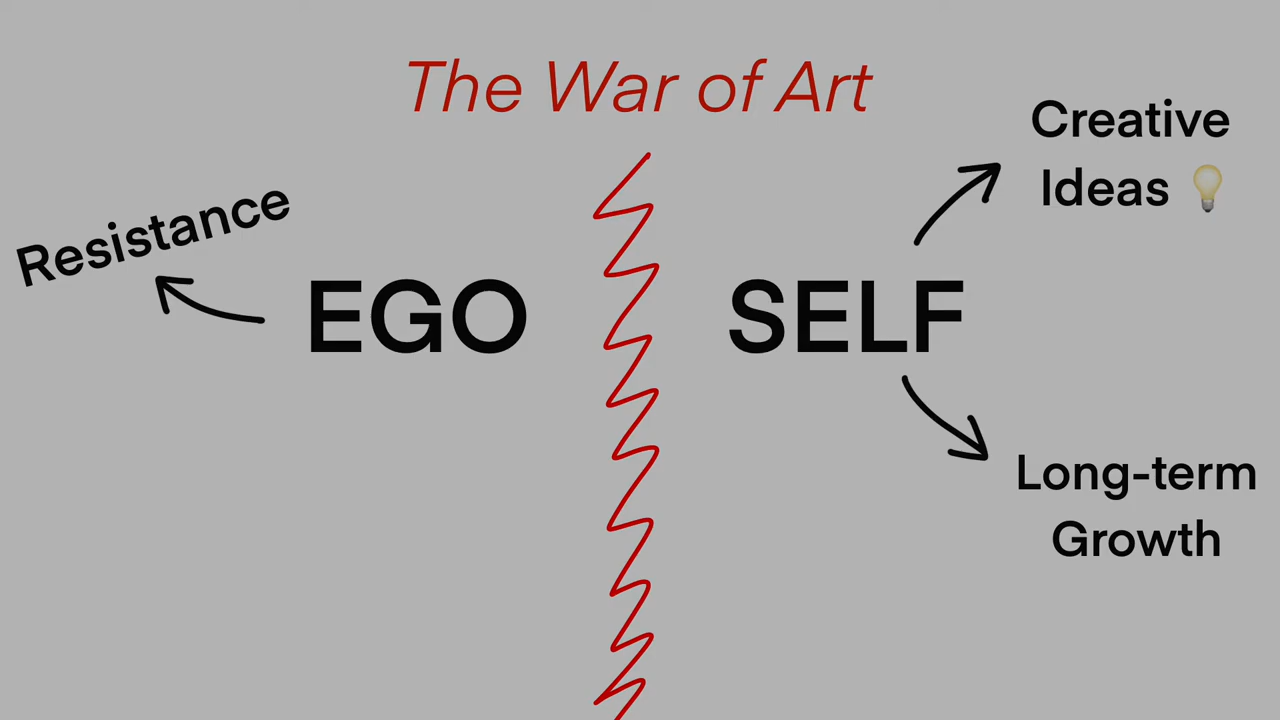 The War of Art
Creative
Ideas 💡
Resistance
EGO
SELF
Long-term
Growth